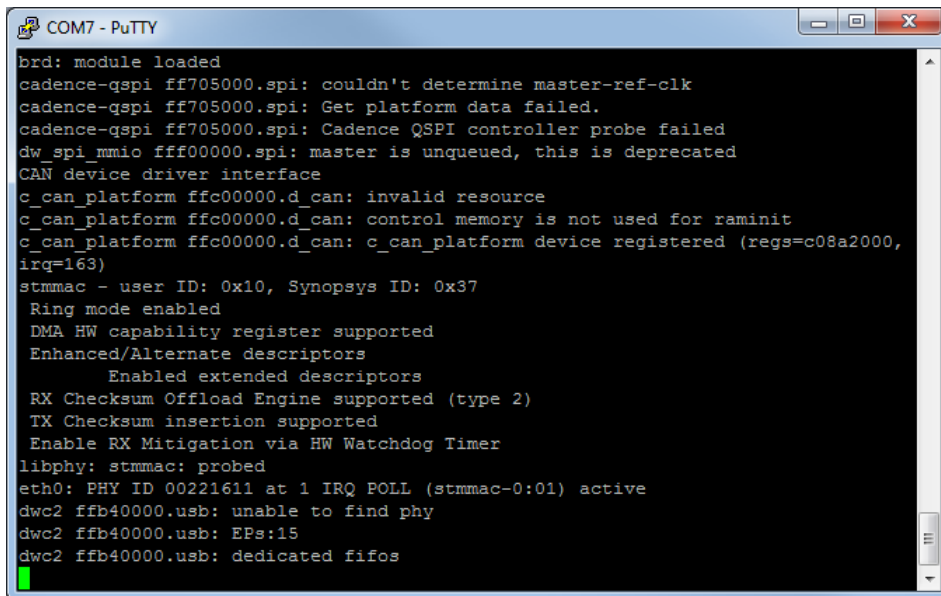 COM7 - PuTTY
brd: module loaded
cadence-qspi ff705000.spi: couldn't determine master-ref-clk
cadence-qspi ff705000.spi: Get platform data failed.
cadence-qspi ff705000.spi: Cadence QSPI controller probe failed
dw_spi_mmio fff00000.spi: master is unqueued, this is deprecated
CAN device driver interface
c_can_platform ffc00000.d_can: invalid resource
c_can_platform ffc00000.d_can: control memory is not used for raminit
c_can_platform ffc00000.d_can: c_can_platform device registered (regs=c08a2000,
irq=163)
stmmac - user ID: 0x10, Synopsys ID: 0x37
 Ring mode enabled
 DMA HW capability register supported
 Enhanced/Alternate descriptors
        Enabled extended descriptors
 RX Checksum Offload Engine supported (type 2)
 TX Checksum insertion supported
 Enable RX Mitigation via HW Watchdog Timer
libphy: stmmac: probed
eth0: PHY ID 00221611 at 1 IRQ POLL (stmmac-0:01) active
dwc2 ffb40000.usb: unable to find phy
dwc2 ffb40000.usb: EPs:15
dwc2 ffb40000.usb: dedicated fifos